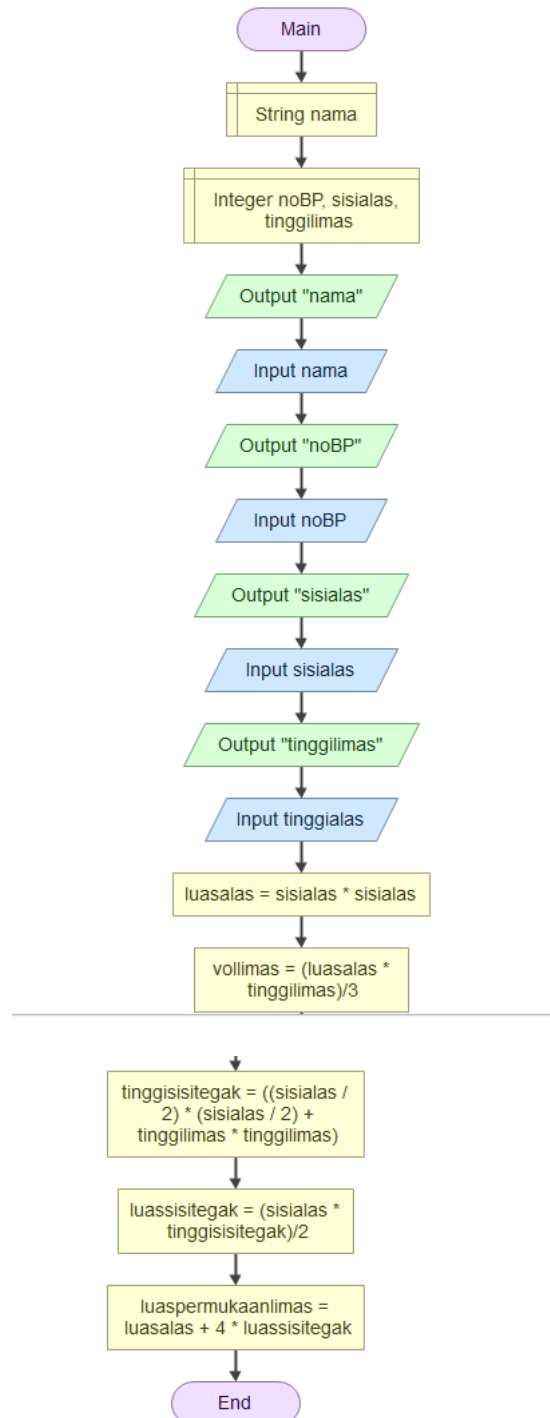 Main
String nama
Integer noBP, sisialas,
tinggilimas
Output "nama"
Input nama
Output "noBP"
Input noBP
Output "sisialas"
Input sisialas
Output "tinggilimas"
Input tinggialas
luasalas = sisialas * sisialas
vollimas = (luasalas *
tinggilimas)/3
tinggisisitegak = ((sisialas /
2) * (sisialas / 2) +
tinggilimas * tinggilimas)
luassisitegak = (sisialas *
tinggisisitegak)/2
luaspermukaanlimas =
luasalas + 4 * luassisitegak
End